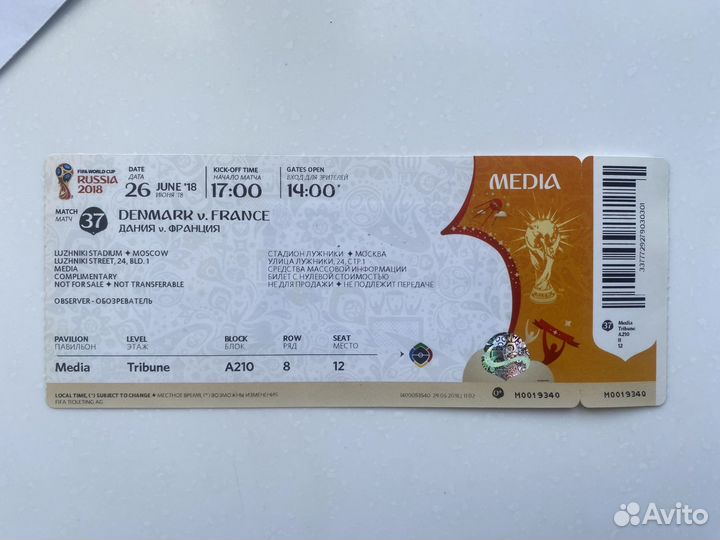 FIFA WORLD CUP
RUSSIA
2018
DATE
ДАТА
26 JUNE '18
ИЮНЯ '18
KICK-OFF TIME
НАЧАЛО МАТЧА
17:00
GATES OPEN
ВХОД ДЛЯ ЗРИТЕЛЕЙ
14:00*
MEDIA
MATCH
МАТЧ
37
DENMARK v. FRANCE
ДАНИЯ v. ФРАНЦИЯ
LUZHNIKI STADIUM ✦ MOSCOW
LUZHNIKI STREET, 24, BLD. 1
MEDIA
COMPLIMENTARY
NOT FOR SALE ✦ NOT TRANSFERABLE
OBSERVER - ОБОЗРЕВАТЕЛЬ
СТАДИОН ЛУЖНИКИ ✦ МОСКВА
УЛИЦА ЛУЖНИКИ, 24, СТР.1
СРЕДСТВА МАССОВОЙ ИНФОРМАЦИИ
БИЛЕТ С НУЛЕВОЙ СТОИМОСТЬЮ
НЕ ДЛЯ ПРОДАЖИ ✦ НЕ ПОДЛЕЖИТ ПЕРЕДАЧЕ
PAVILION
ПАВИЛЬОН
Media
LEVEL
ЭТАЖ
Tribune
BLOCK
БЛОК
A210
ROW
РЯД
8
SEAT
МЕСТО
12
LOCAL TIME, (*) SUBJECT TO CHANGE ✦ МЕСТНОЕ ВРЕМЯ, (*) ВОЗМОЖНЫ ИЗМЕНЕНИЯ
FIFA TICKETING AG
M0019340
37
Media
Tribune
A210
12
M0019340
Avito